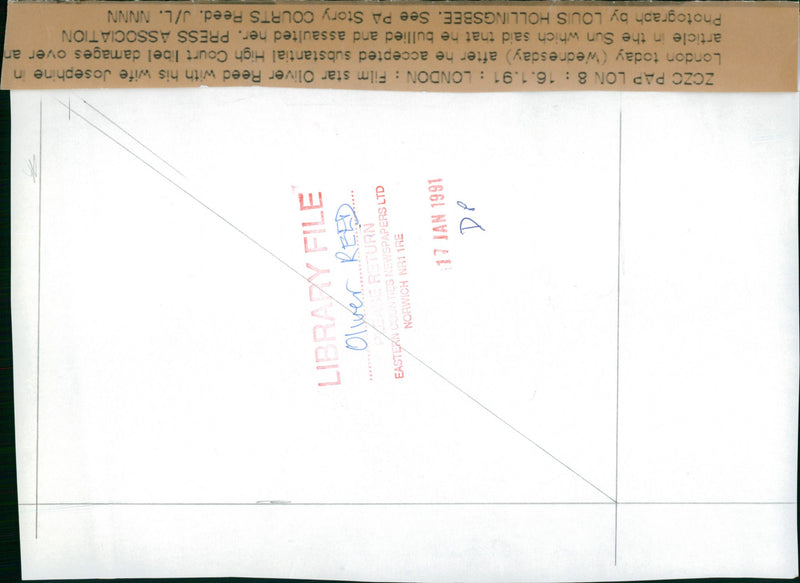 ZCZC PAP LON 8 : 16.1.91 : LONDON : Film star Oliver Reed with his wife Josephine in
London today (Wednesday) after he accepted substantial High Court libel damages over an
article in the Sun which said that he bullied and assaulted her. PRESS ASSOCIATION
Photograph by LOUIS HOLLINGSBEE. See PA Story COURTS Reed. J/L. NNNN
LIBRARY FILE
Oliver REED
PLEASE RETURN
EASTERN COUNTIES NEWSPAPERS LTD
NORWICH NR1 1RE
17 JAN 1991
DP